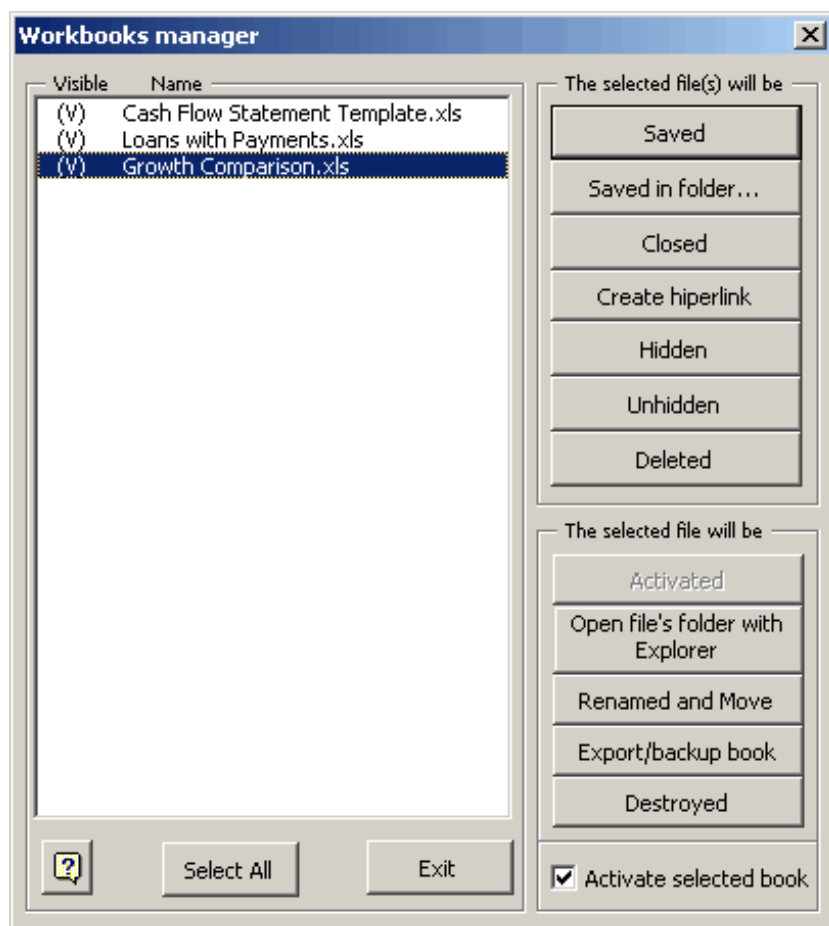 Workbooks manager
Visible Name
(V) Cash Flow Statement Template.xls
(V) Loans with Payments.xls
(V) Growth Comparison.xls
Select All
Exit
The selected file(s) will be
Saved
Saved in folder...
Closed
Create hiperlink
Hidden
Unhidden
Deleted
The selected file will be
Activated
Open file's folder with
Explorer
Renamed and Move
Export/backup book
Destroyed
Activate selected book